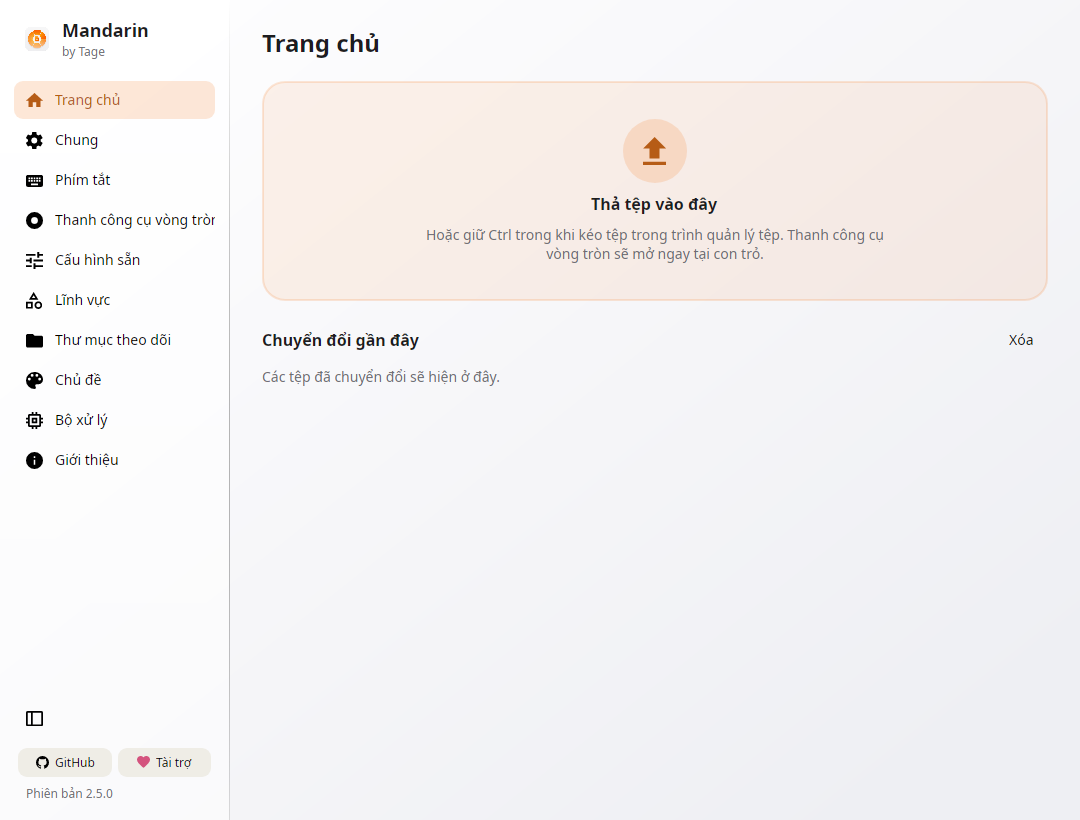 Mandarin
by Tage
Trang chủ
Chung
Phím tắt
Thanh công cụ vòng tròn
Cấu hình sẵn
Lĩnh vực
Thư mục theo dõi
Chủ đề
Bộ xử lý
Giới thiệu
GitHub
Tài trợ
Phiên bản 2.5.0
Trang chủ
Thả tệp vào đây
Hoặc giữ Ctrl trong khi kéo tệp trong trình quản lý tệp. Thanh công cụ
vòng tròn sẽ mở ngay tại con trỏ.
Chuyển đổi gần đây
Xóa
Các tệp đã chuyển đổi sẽ hiện ở đây.